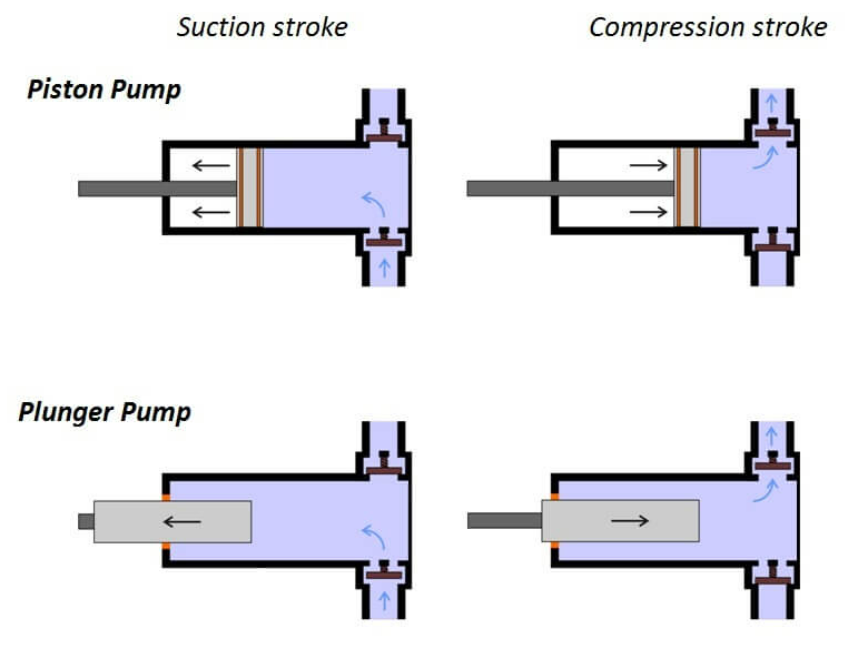 Suction stroke
Compression stroke
Piston Pump
Plunger Pump